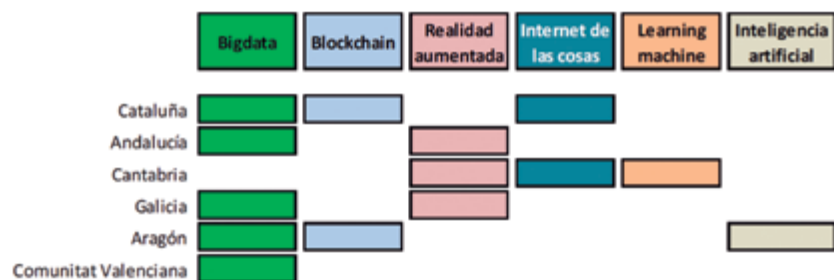 Bigdata
Blockchain
Realidad
aumentada
Internet de
las cosas
Learning
machine
Inteligencia
artificial
Cataluña
Andalucía
Cantabria
Galicia
Aragón
Comunitat Valenciana